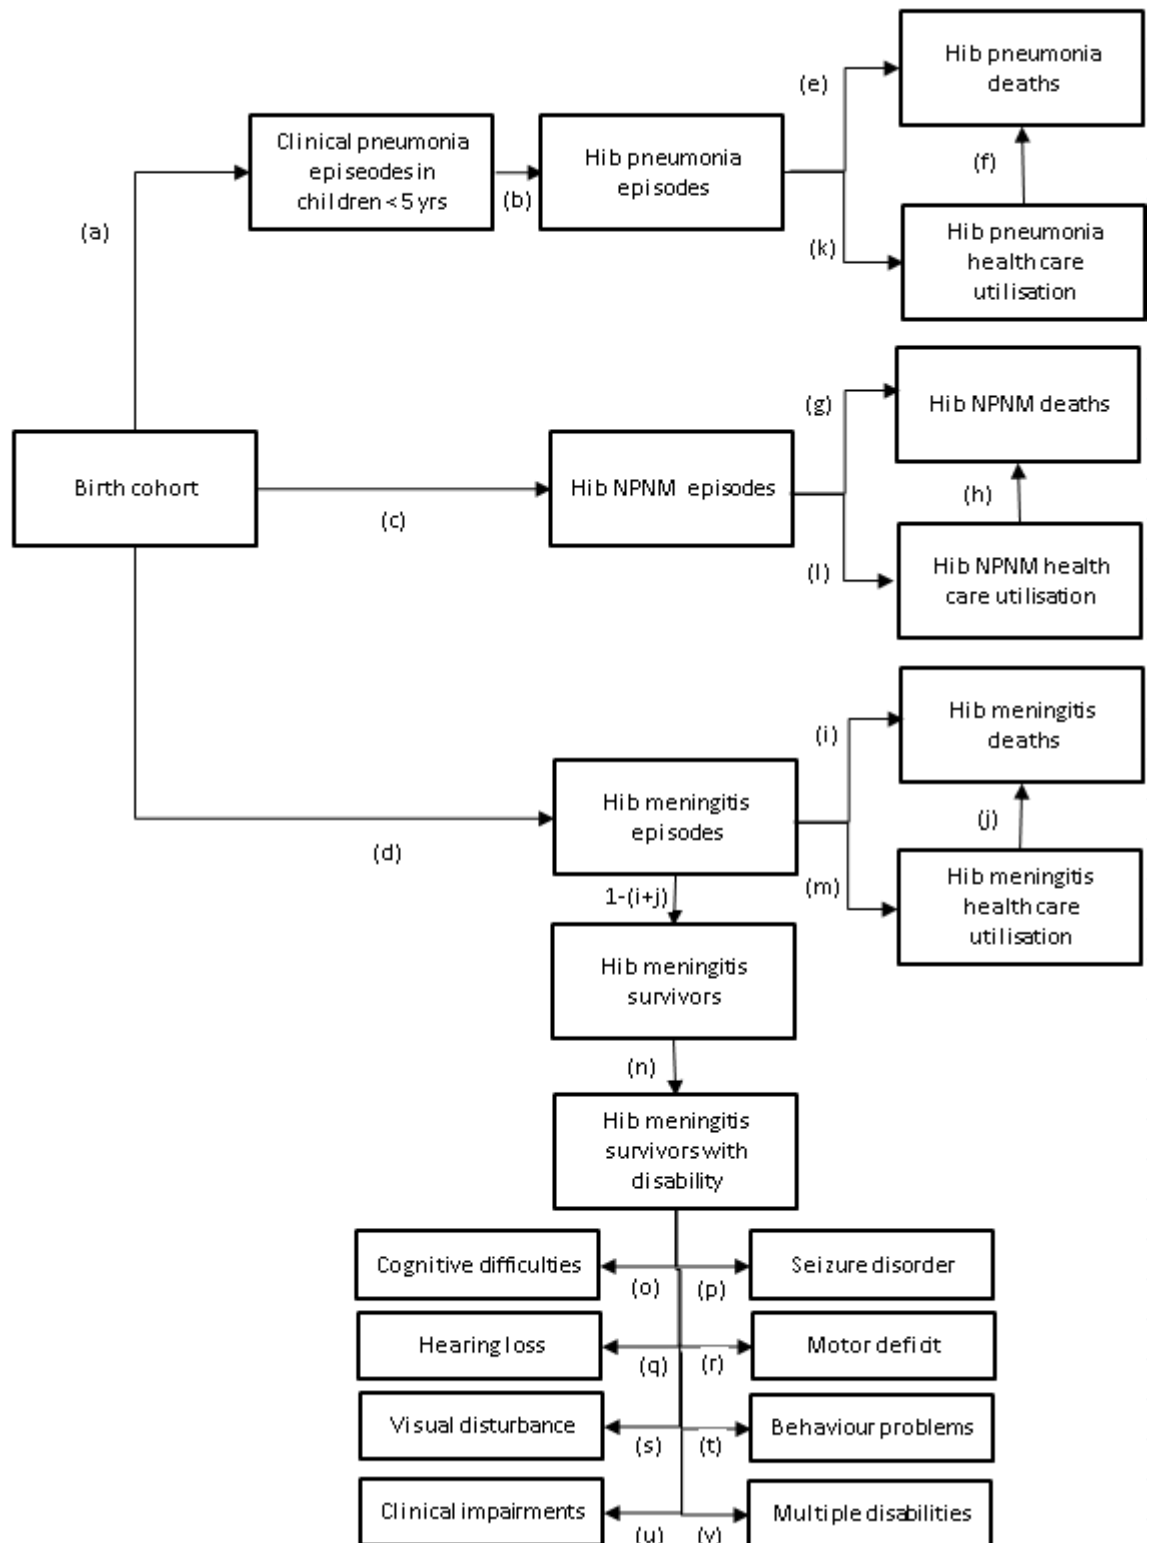 Hib pneumonia
deaths
(e)
Clinical pneumonia
episeodes in
children < 5 yrs
(b)
Hib pneumonia
episodes
(f)
(a)
(k)
Hib pneumonia
health care
utilisation
(g)
Hib NPNM deaths
Birth cohort
(c)
Hib NPNM episodes
(h)
(l)
Hib NPNM health
care utilisation
(i)
Hib meningitis
deaths
(d)
Hib meningitis
episodes
(j)
1-(i+j)
(m)
Hib meningitis
health care
utilisation
Hib meningitis
survivors
(n)
Hib meningitis
survivors with
disability
Cognitive difficulties
(o)
(p)
Seizure disorder
Hearing loss
(q)
(r)
Motor deficit
Visual disturbance
(s)
(t)
Behaviour problems
Clinical impairments
(u)
(v)
Multiple disabilities